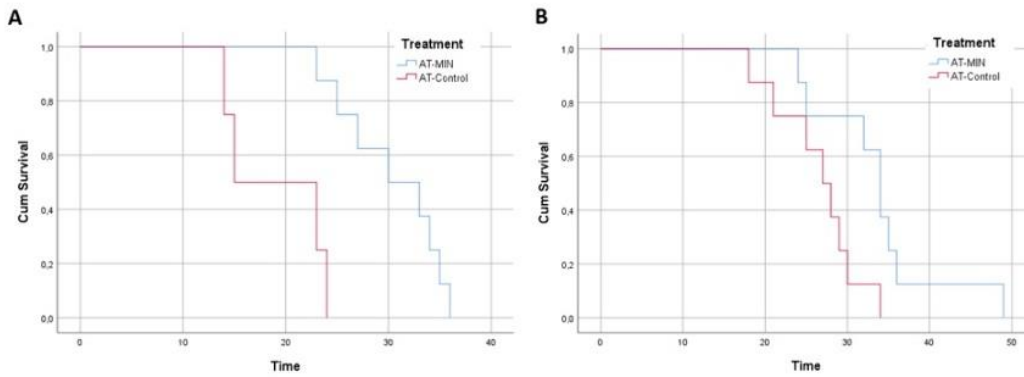 A
Treatment
AT-MIN
AT-Control
1,0
0,8
0,6
0,4
0,2
0,0
Cum Survival
0
10
20
30
40
Time
B
Treatment
AT-MIN
AT-Control
1,0
0,8
0,6
0,4
0,2
0,0
Cum Survival
0
10
20
30
40
50
Time